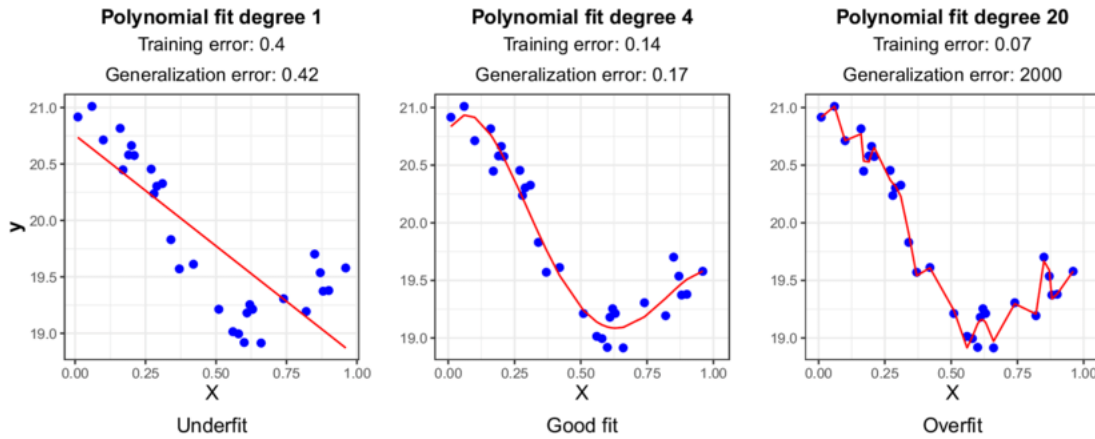 Polynomial fit degree 1
Training error: 0.4
Generalization error: 0.42
21.0
20.5
20.0
19.5
19.0
y
0.00 0.25 0.50 0.75 1.00
X
Underfit
Polynomial fit degree 4
Training error: 0.14
Generalization error: 0.17
21.0
20.5
20.0
19.5
19.0
0.00 0.25 0.50 0.75 1.00
X
Good fit
Polynomial fit degree 20
Training error: 0.07
Generalization error: 2000
21.0
20.5
20.0
19.5
19.0
0.00 0.25 0.50 0.75 1.00
X
Overfit